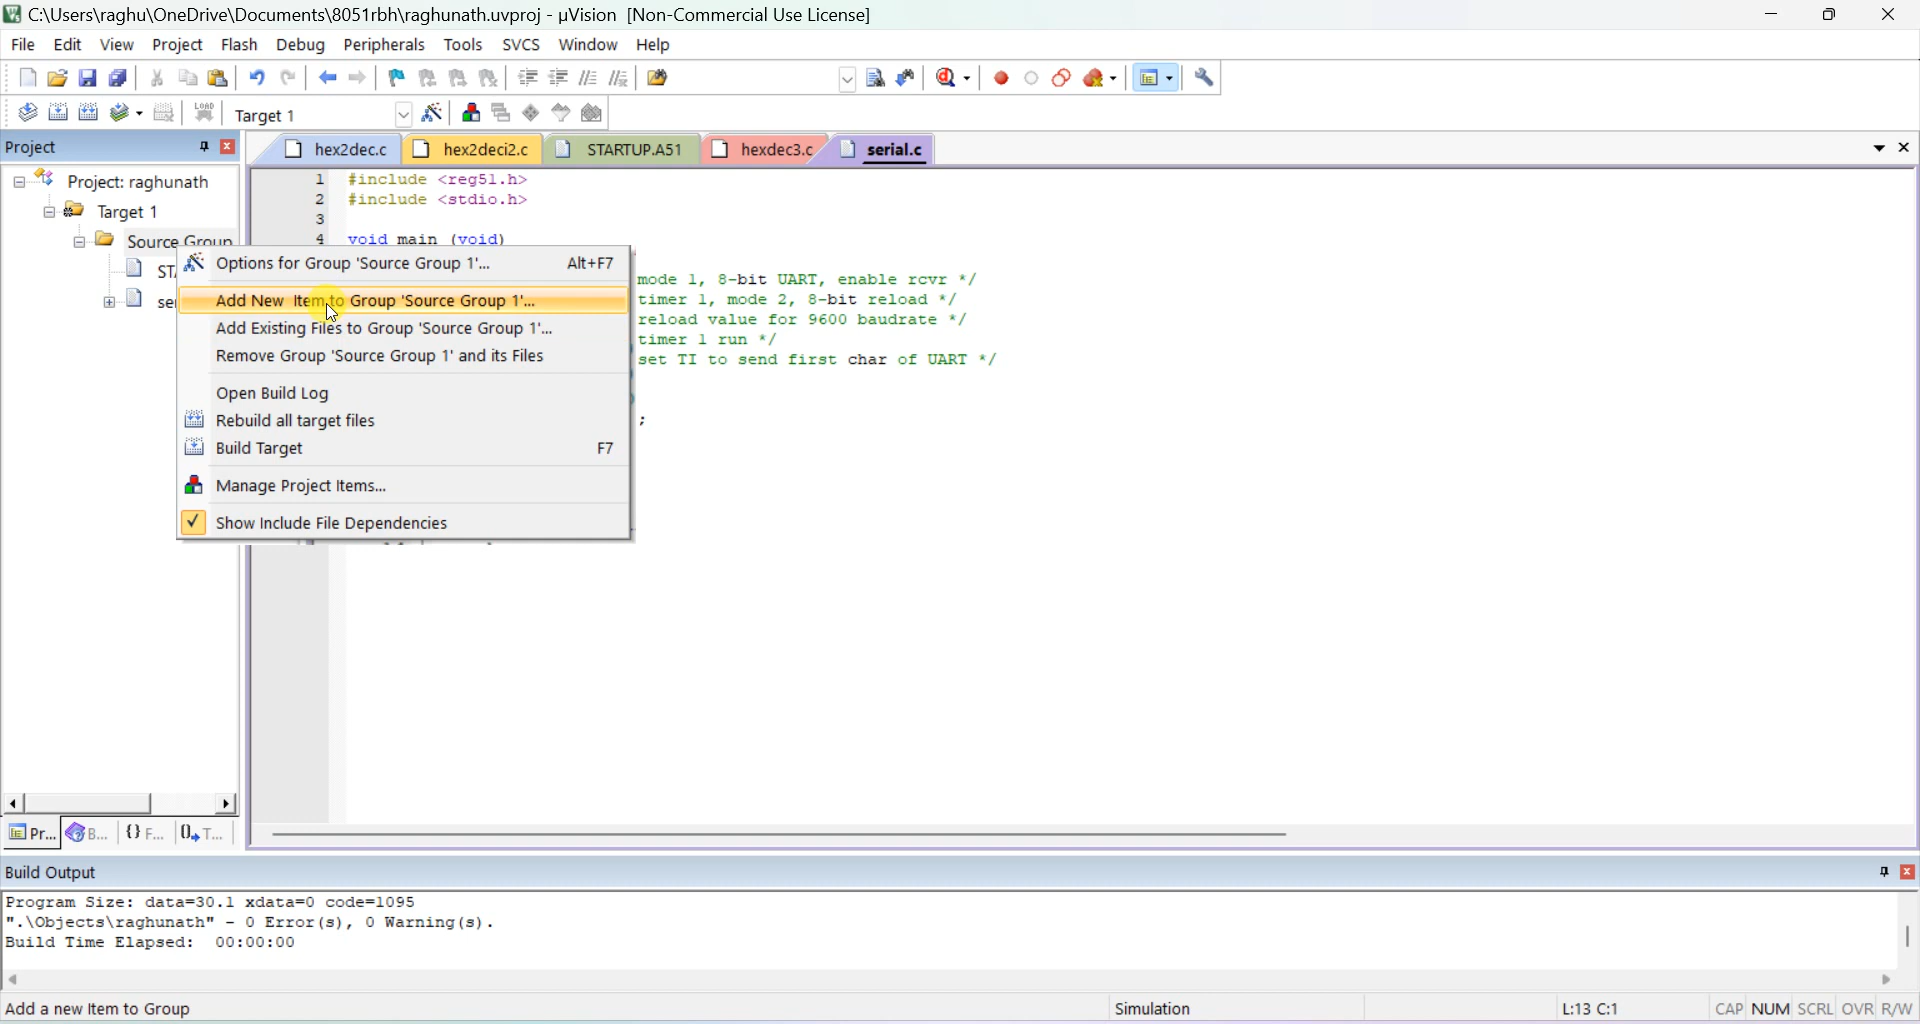 C:\Users\raghu\OneDrive\Documents\8051rbh\raghunath.uvproj - µVision [Non-Commercial Use License]
File Edit View Project Flash Debug Peripherals Tools SVCS Window Help
LOAD
Target 1
Project
hex2dec.c hex2deci2.c STARTUP.A51 hexdec3.c serial.c
Project: raghunath
Target 1
Source Group
STA
ser
1 #include <reg51.h>
2 #include <stdio.h>
3
4 void main (void)
mode 1, 8-bit UART, enable rcvr */
timer 1, mode 2, 8-bit reload */
reload value for 9600 baudrate */
timer 1 run */
set TI to send first char of UART */
;
Options for Group 'Source Group 1'... Alt+F7
Add New Item to Group 'Source Group 1'...
Add Existing Files to Group 'Source Group 1'...
Remove Group 'Source Group 1' and its Files
Open Build Log
Rebuild all target files
Build Target F7
Manage Project Items...
Show Include File Dependencies
Pr... B... {} F... 0 T...
Build Output
Program Size: data=30.1 xdata=0 code=1095
".\Objects\raghunath" - 0 Error(s), 0 Warning(s).
Build Time Elapsed: 00:00:00
Add a new Item to Group Simulation L:13 C:1 CAP NUM SCRL OVR R/W